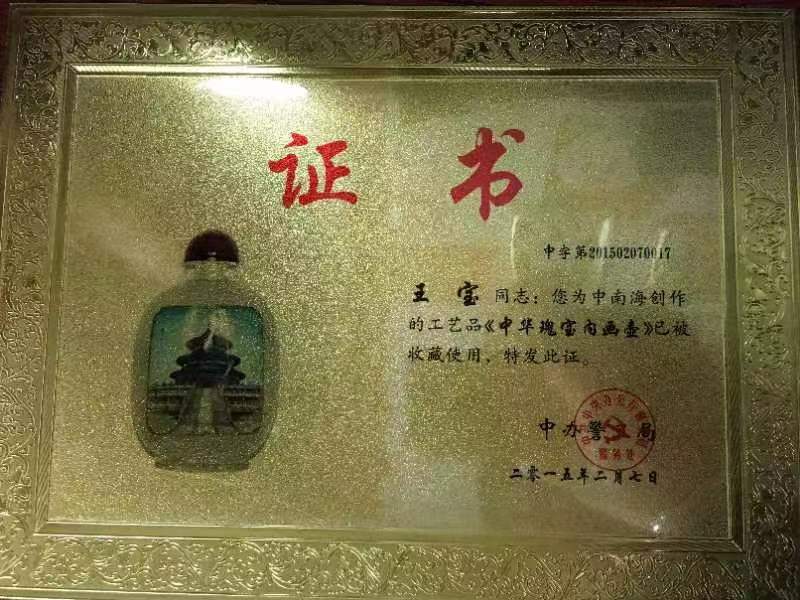 证 书
中字第201502070017
王 宝 同志：您为中南海创作
的工艺品《中华瑰宝内画壶》已被
收藏使用，特发此证。
中办警 局
二零一五年二月七日